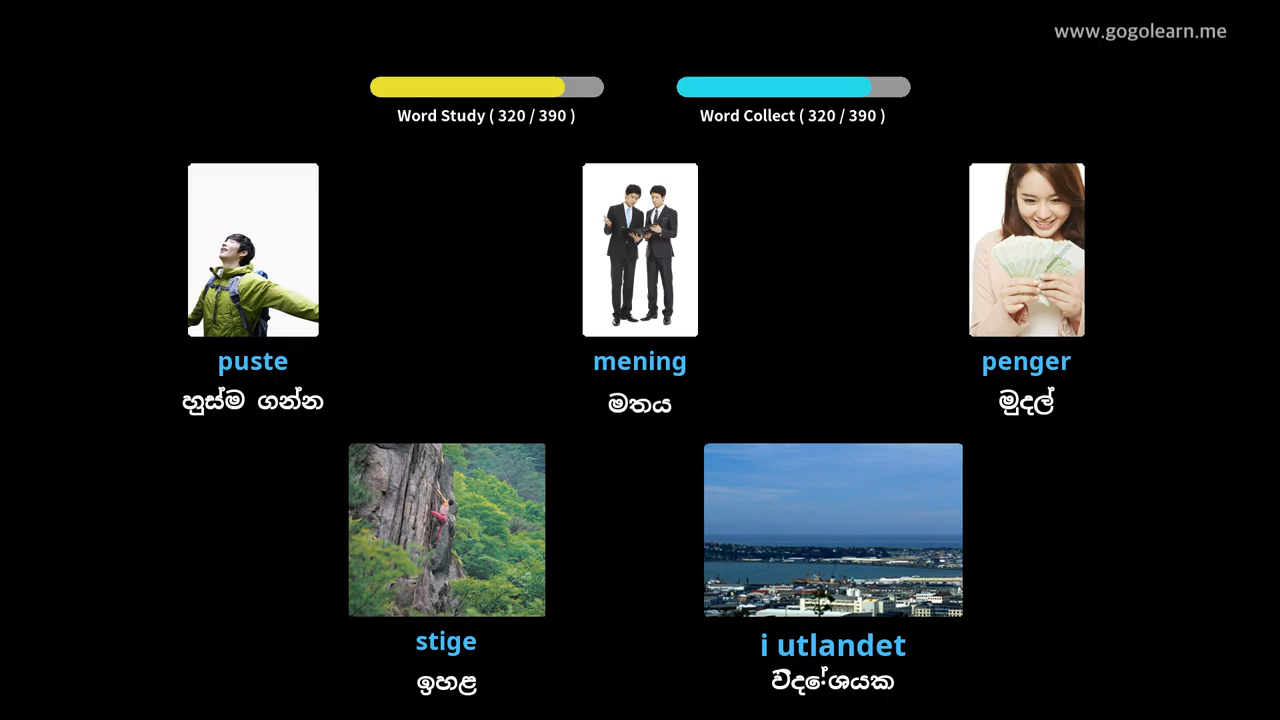 www.gogolearn.me
Word Study ( 320 / 390 )
Word Collect ( 320 / 390 )
puste
හුස්ම ගන්න
mening
මතය
penger
මුදල්
stige
ඉහළ
i utlandet
විදේශයක